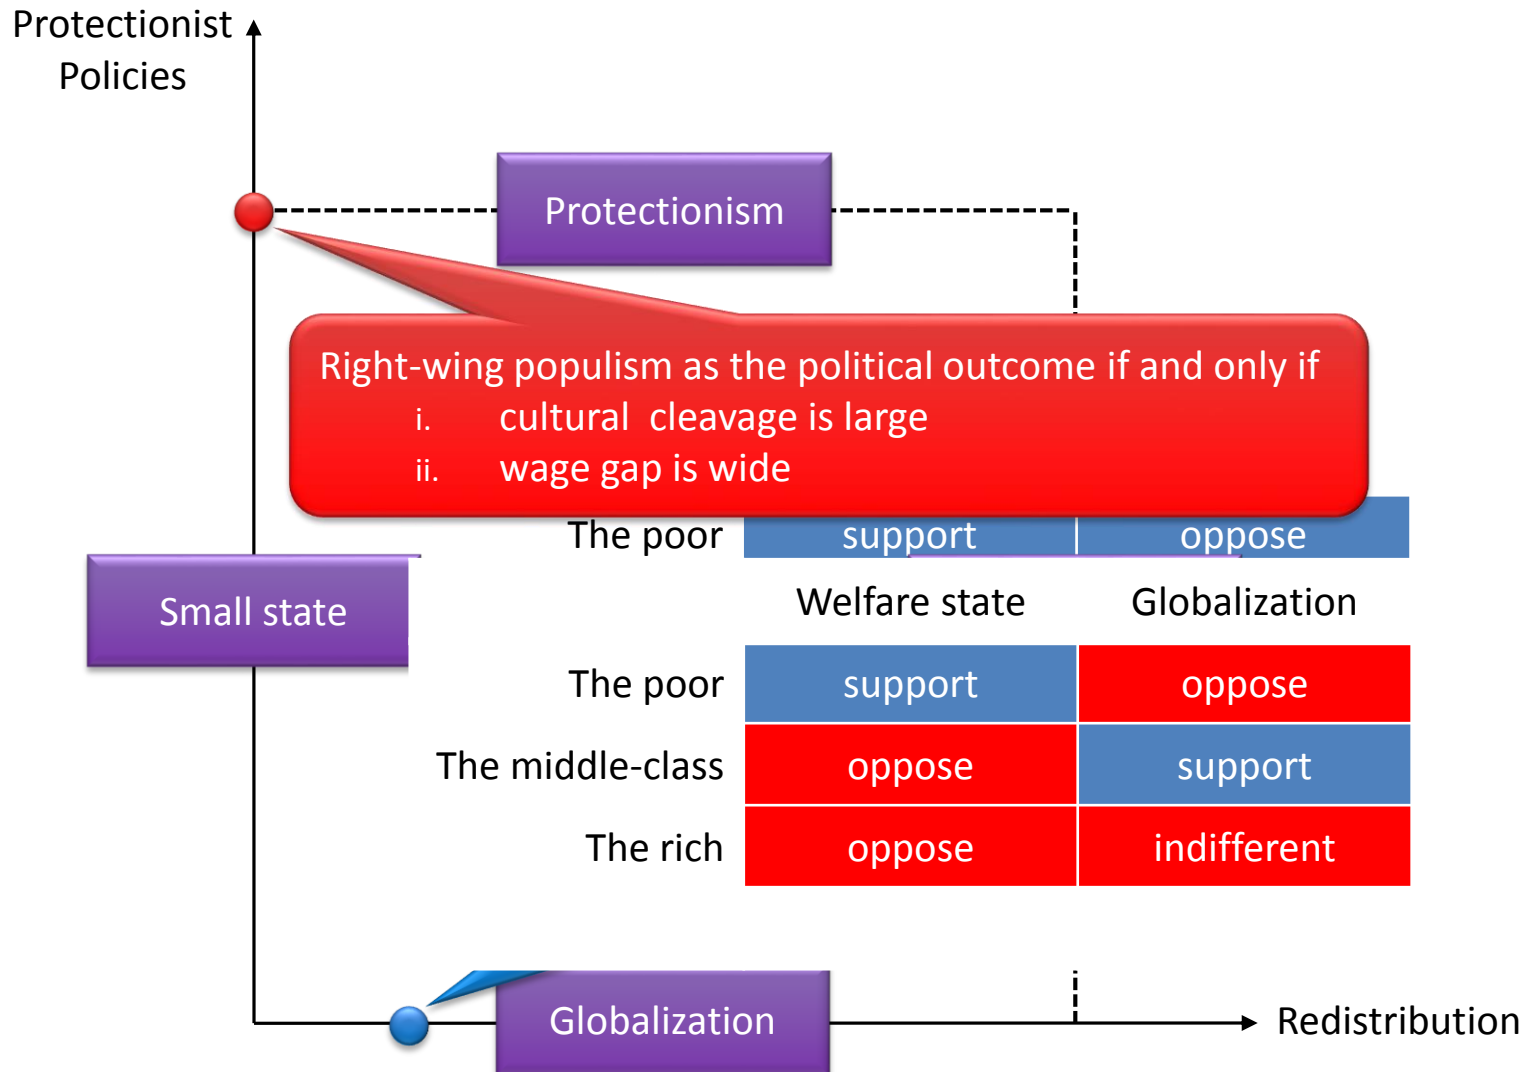 Protectionist
Policies
Protectionism
Right-wing populism as the political outcome if and only if
i. cultural cleavage is large
ii. wage gap is wide
The poor support oppose
Small state
Welfare state Globalization
The poor support oppose
The middle-class oppose support
The rich oppose indifferent
Globalization
Redistribution